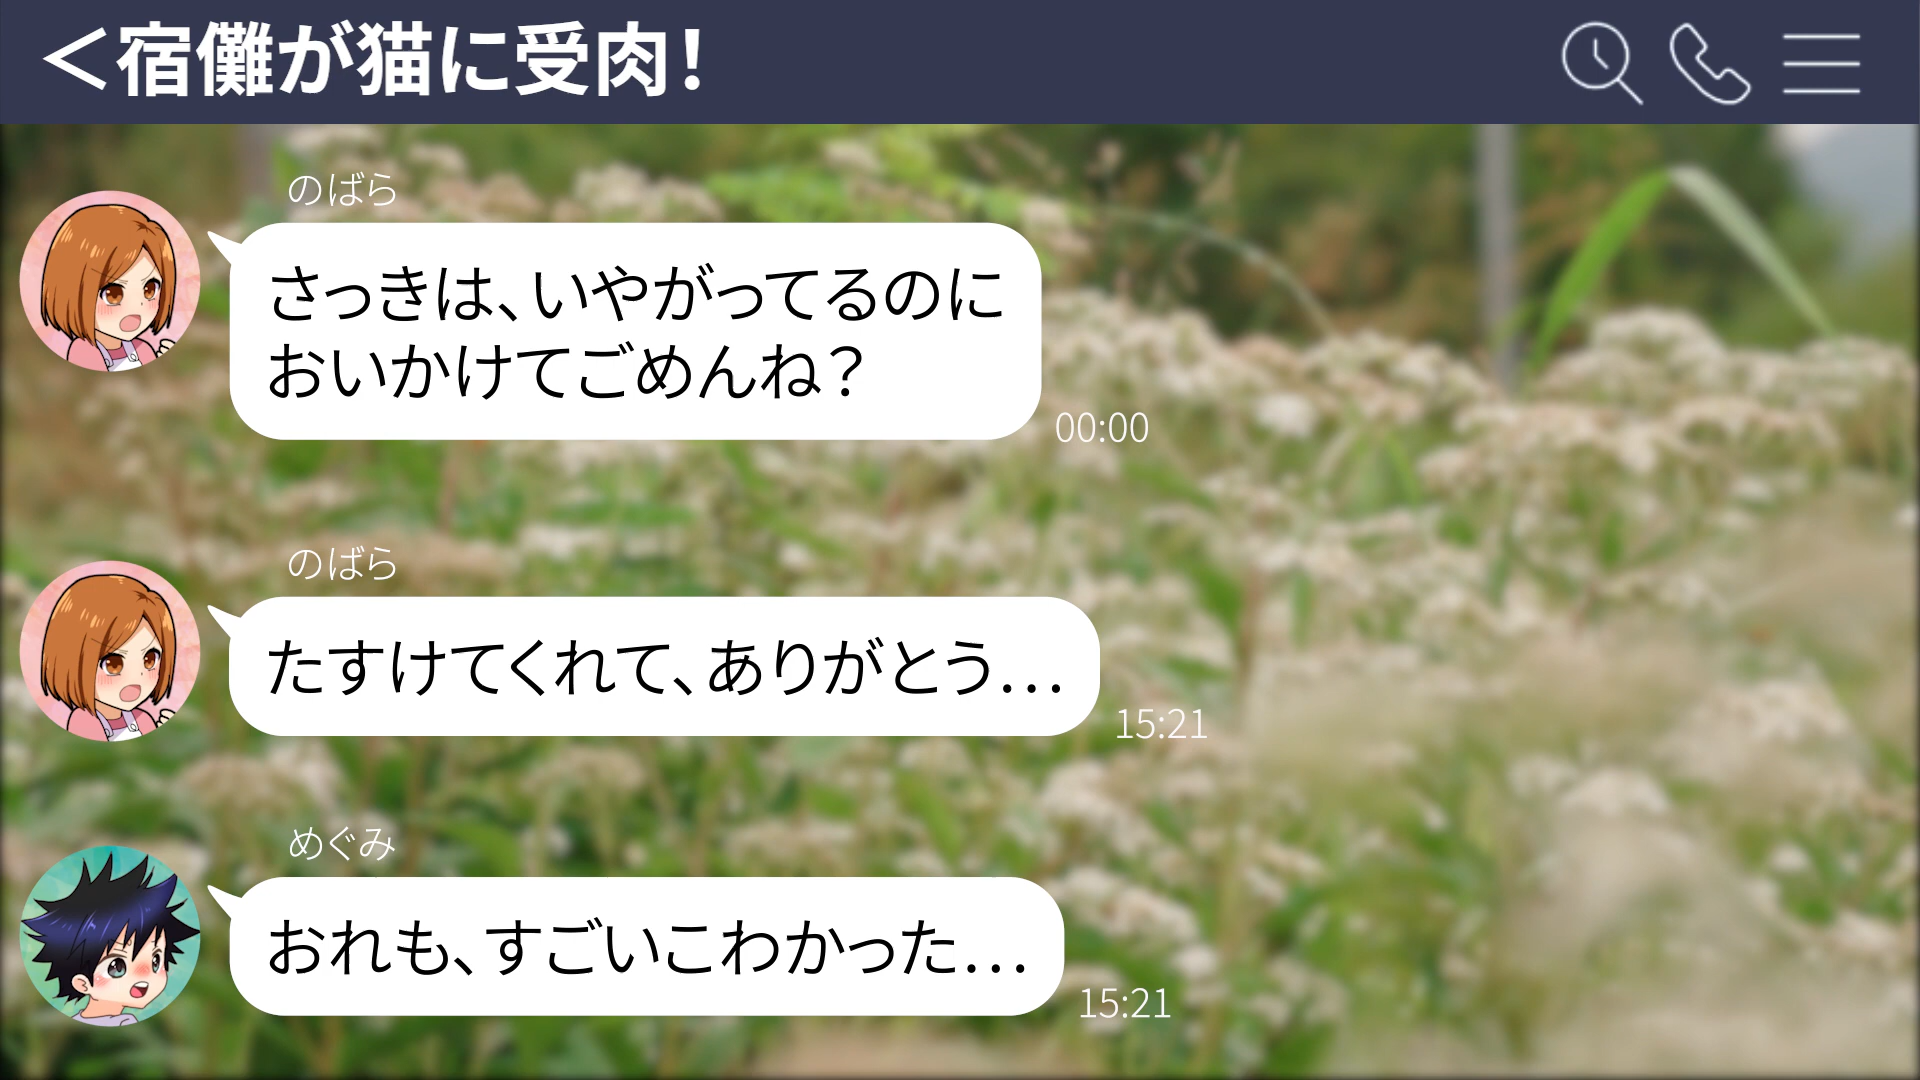 ＜宿儺が猫に受肉！
のばら
さっきは、いやがってるのに
おいかけてごめんね？
00:00
のばら
たすけてくれて、ありがとう…
15:21
めぐみ
おれも、すごいこわかった…
15:21